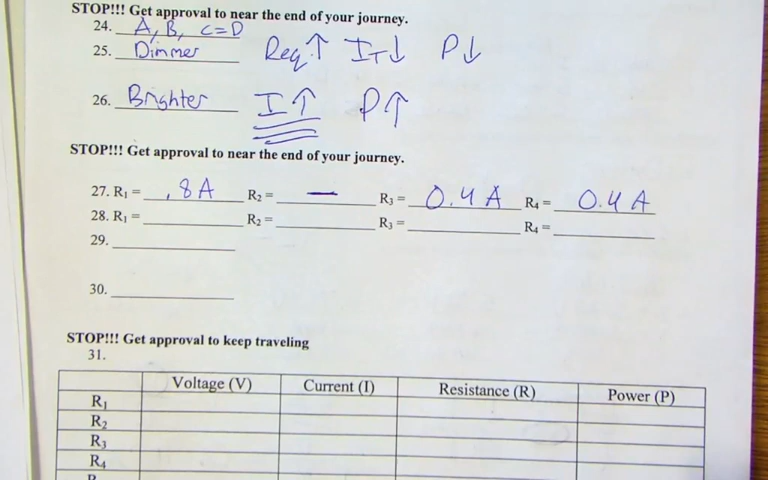 STOP!!! Get approval to near the end of your journey.
24. A, B, C=D
25. Dimmer Req↑ IT↓ P↓
26. Brighter I↑ P↑
STOP!!! Get approval to near the end of your journey.
27. R1 = .8A R2 = — R3 = 0.4 A R4 = 0.4 A
28. R1 = R2 = R3 = R4 =
29.
30.
STOP!!! Get approval to keep traveling
31.
Voltage (V) Current (I) Resistance (R) Power (P)
R1
R2
R3
R4